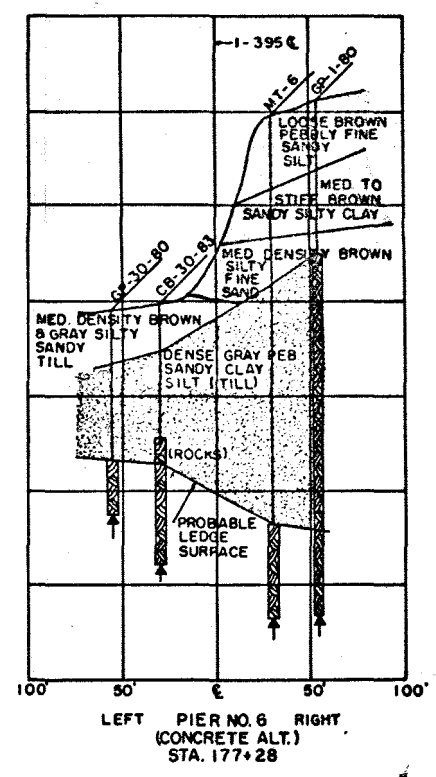 I-395 ℄
MT-6
GP-1-80
LOOSE BROWN
PEBBLY FINE
SANDY
SILT
MED. TO
STIFF BROWN
SANDY SILTY CLAY
GP-30-80
CB-30-83
MED DENSITY BROWN
SILTY
FINE
SAND
MED. DENSITY BROWN
& GRAY SILTY
SANDY
TILL
DENSE GRAY PEB
SANDY CLAY
SILT (TILL)
(ROCKS)
PROBABLE
LEDGE
SURFACE
100' 50' ℄ 50' 100'
LEFT PIER NO. 6 RIGHT
(CONCRETE ALT.)
STA. 177+28